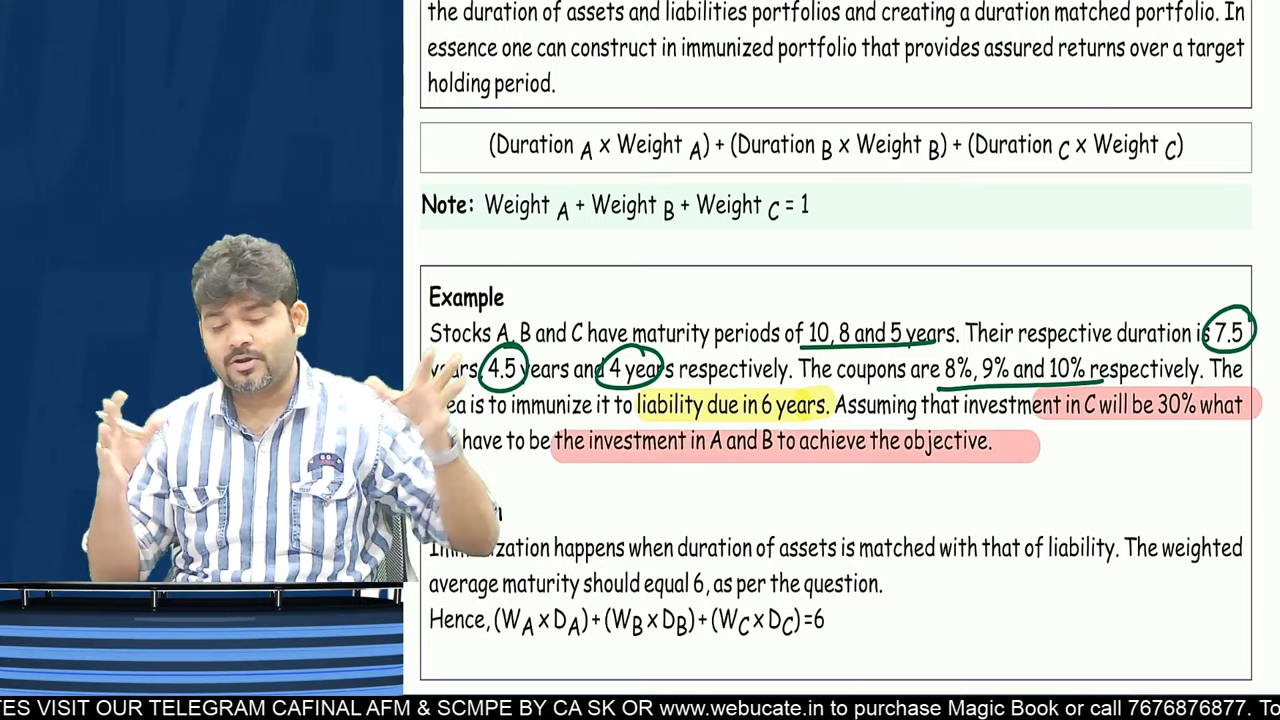 the duration of assets and liabilities portfolios and creating a duration matched portfolio. In
essence one can construct in immunized portfolio that provides assured returns over a target
holding period.
(Duration A x Weight A) + (Duration B x Weight B) + (Duration C x Weight C)
Note: Weight A + Weight B + Weight C = 1
Example
Stocks A, B and C have maturity periods of 10, 8 and 5 years. Their respective duration is 7.5
years, 4.5 years and 4 years respectively. The coupons are 8%, 9% and 10% respectively. The
is to immunize it to liability due in 6 years. Assuming that investment in C will be 30% what
have to be the investment in A and B to achieve the objective.
Immunization happens when duration of assets is matched with that of liability. The weighted
average maturity should equal 6, as per the question.
Hence, (WA x DA) + (WB x DB) + (WC x DC) =6
TES VISIT OUR TELEGRAM CAFINAL AFM & SCMPE BY CA SK OR www.webucate.in to purchase Magic Book or call 7676876877. To